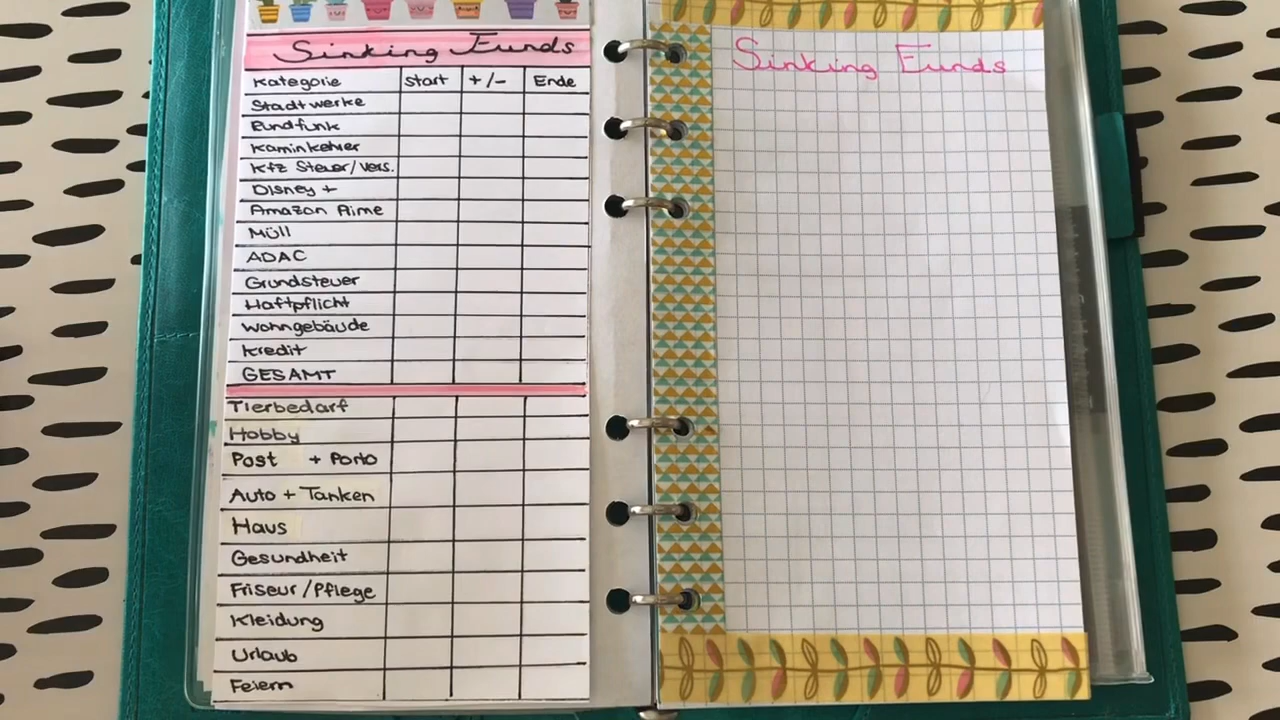 Sinking Funds
Kategorie Start +/- Ende
Stadtwerke
Rundfunk
Kaminkehrer
Kfz Steuer/Vers.
Disney +
Amazon Prime
Müll
ADAC
Grundsteuer
Haftpflicht
Wohngebäude
Kredit
GESAMT
Tierbedarf
Hobby
Post + Porto
Auto + Tanken
Haus
Gesundheit
Friseur/Pflege
Kleidung
Urlaub
Feiern
Sinking Funds